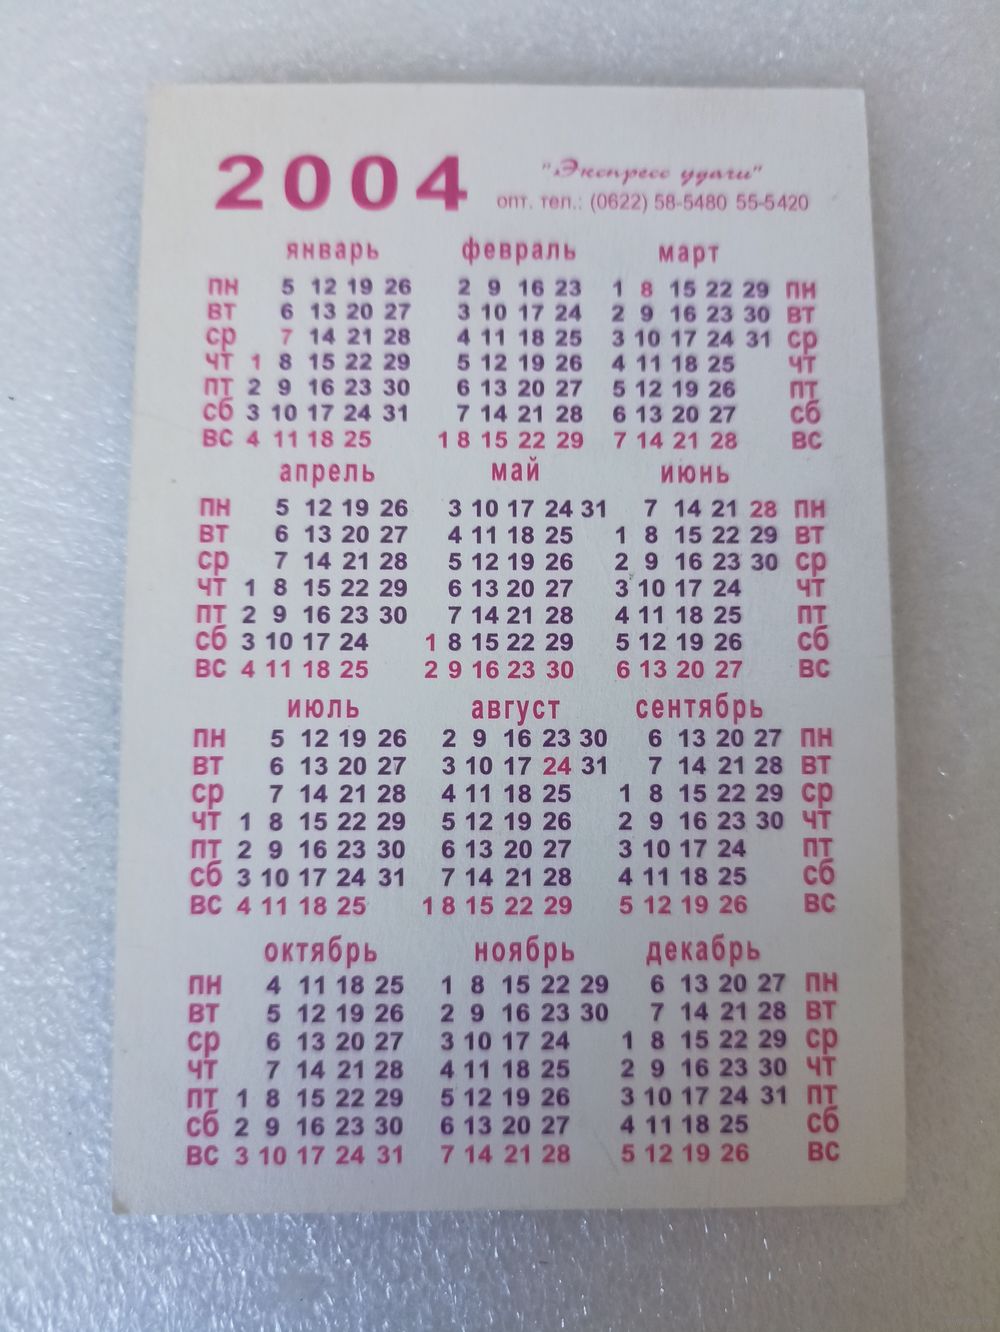 2004 "Экспресс удачи"
опт. тел.: (0622) 58-5480 55-5420
январь февраль март
пн 5 12 19 26 2 9 16 23 1 8 15 22 29 пн
вт 6 13 20 27 3 10 17 24 2 9 16 23 30 вт
ср 7 14 21 28 4 11 18 25 3 10 17 24 31 ср
чт 1 8 15 22 29 5 12 19 26 4 11 18 25 чт
пт 2 9 16 23 30 6 13 20 27 5 12 19 26 пт
сб 3 10 17 24 31 7 14 21 28 6 13 20 27 сб
вс 4 11 18 25 1 8 15 22 29 7 14 21 28 вс
апрель май июнь
пн 5 12 19 26 3 10 17 24 31 7 14 21 28 пн
вт 6 13 20 27 4 11 18 25 1 8 15 22 29 вт
ср 7 14 21 28 5 12 19 26 2 9 16 23 30 ср
чт 1 8 15 22 29 6 13 20 27 3 10 17 24 чт
пт 2 9 16 23 30 7 14 21 28 4 11 18 25 пт
сб 3 10 17 24 1 8 15 22 29 5 12 19 26 сб
вс 4 11 18 25 2 9 16 23 30 6 13 20 27 вс
июль август сентябрь
пн 5 12 19 26 2 9 16 23 30 6 13 20 27 пн
вт 6 13 20 27 3 10 17 24 31 7 14 21 28 вт
ср 7 14 21 28 4 11 18 25 1 8 15 22 29 ср
чт 1 8 15 22 29 5 12 19 26 2 9 16 23 30 чт
пт 2 9 16 23 30 6 13 20 27 3 10 17 24 пт
сб 3 10 17 24 31 7 14 21 28 4 11 18 25 сб
вс 4 11 18 25 1 8 15 22 29 5 12 19 26 вс
октябрь ноябрь декабрь
пн 4 11 18 25 1 8 15 22 29 6 13 20 27 пн
вт 5 12 19 26 2 9 16 23 30 7 14 21 28 вт
ср 6 13 20 27 3 10 17 24 1 8 15 22 29 ср
чт 7 14 21 28 4 11 18 25 2 9 16 23 30 чт
пт 1 8 15 22 29 5 12 19 26 3 10 17 24 31 пт
сб 2 9 16 23 30 6 13 20 27 4 11 18 25 сб
вс 3 10 17 24 31 7 14 21 28 5 12 19 26 вс